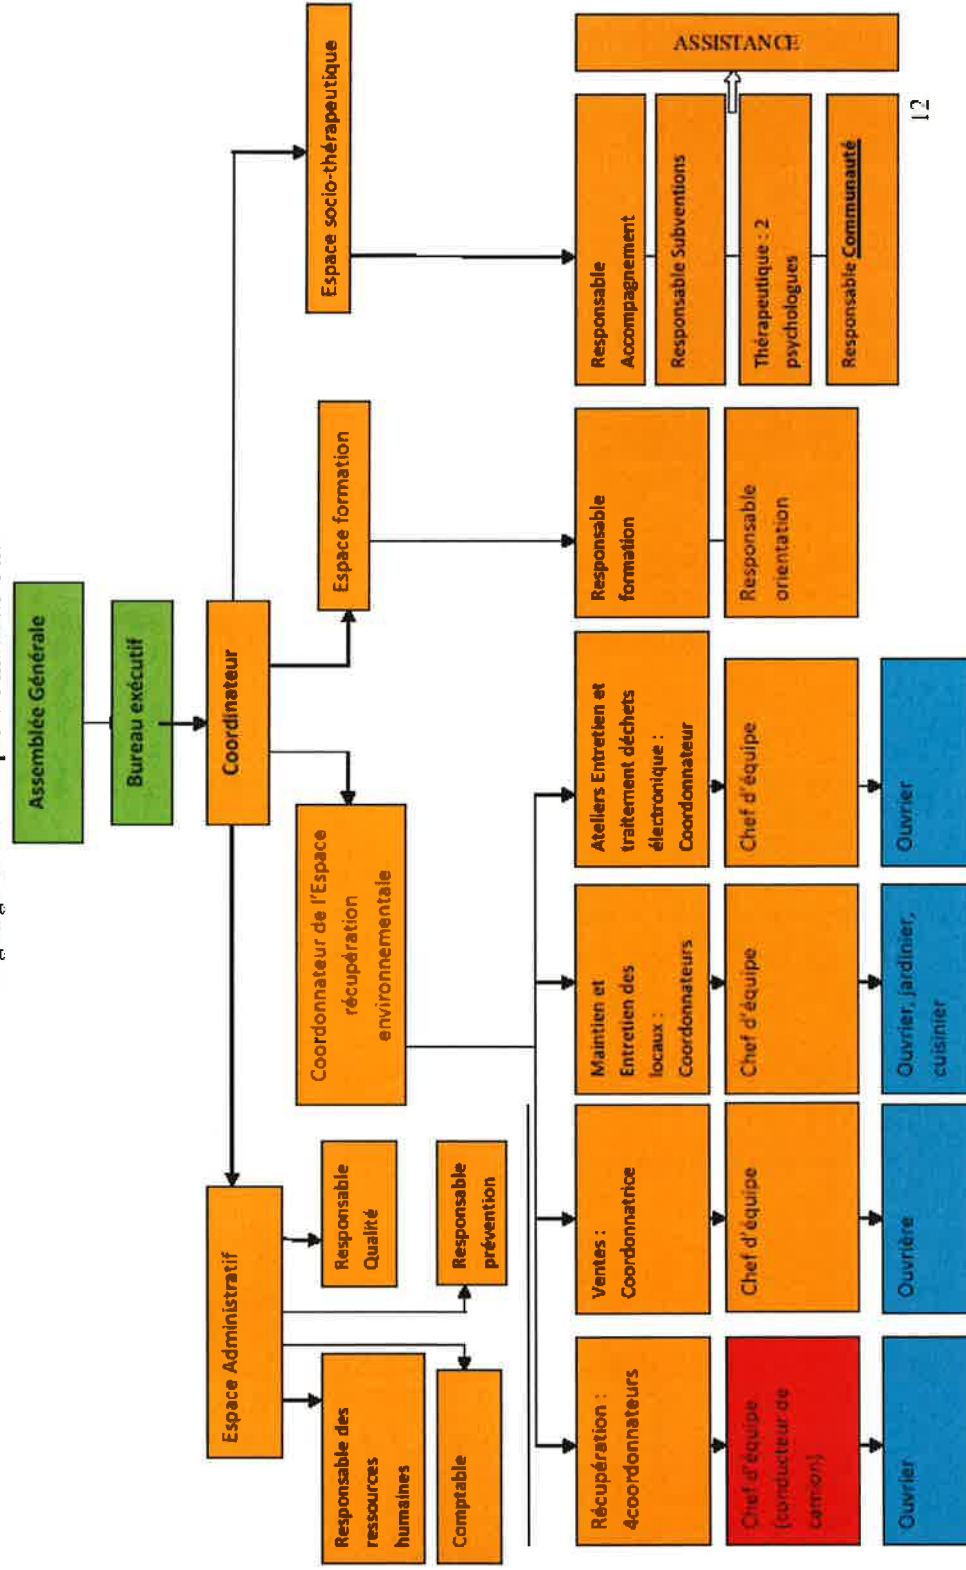 Assemblée Générale
Bureau exécutif
Coordinateur
Espace Administratif
Responsable des
ressources
humaines
Comptable
Responsable
Qualité
Responsable
prévention
Coordonnateur de l'Espace
récupération
environnementale
Espace formation
Espace socio-thérapeutique
Récupération :
4coordonnateurs
Chef d'équipe
(conducteur de
camion)
Ouvrier
Ventes :
Coordonnatrice
Chef d'équipe
Ouvrière
Maintien et
Entretien des
locaux :
Coordonnateurs
Chef d'équipe
Ouvrier, jardinier,
cuisinier
Ateliers Entretien et
traitement déchets
électronique :
Coordonnateur
Chef d'équipe
Ouvrier
Responsable
formation
Responsable
orientation
Responsable
Accompagnement
Responsable Subventions
Thérapeutique : 2
psychologues
Responsable Communauté
ASSISTANCE
12